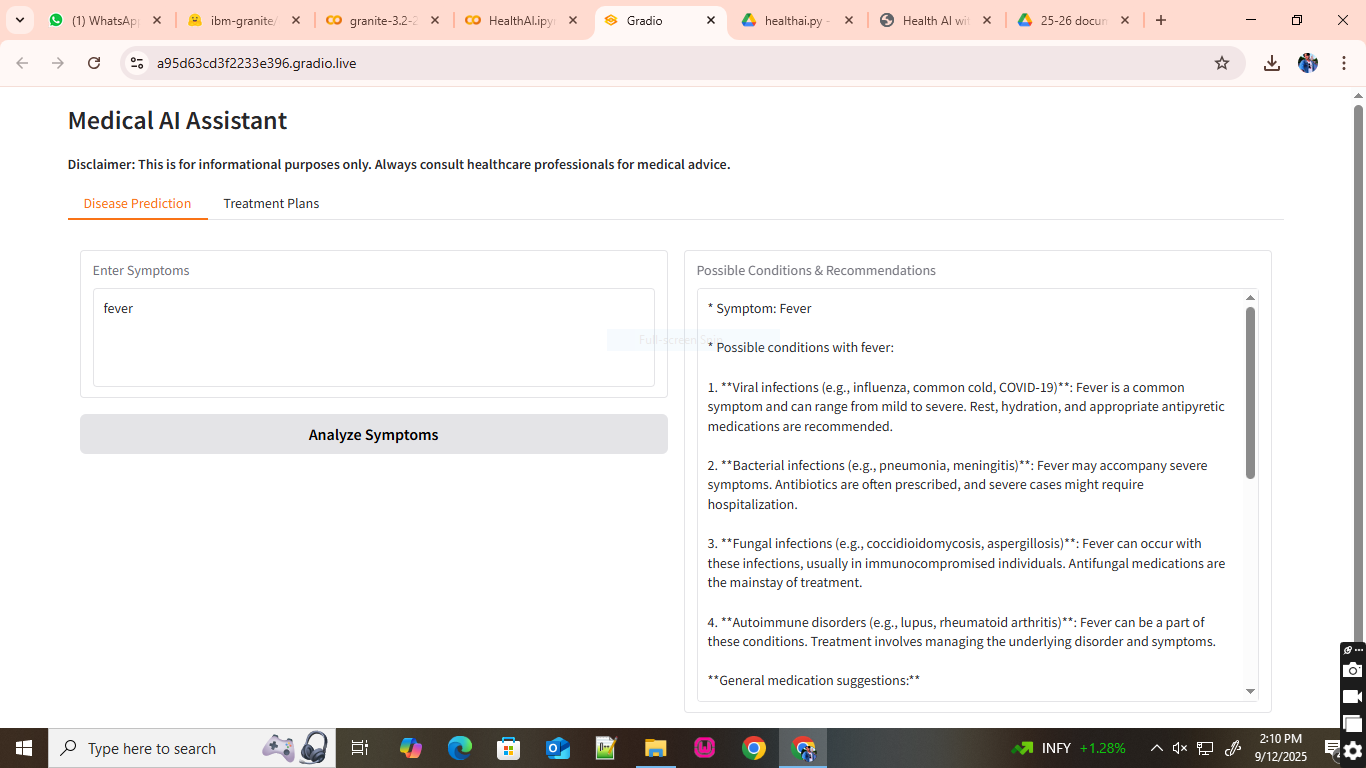 (1) WhatsApp
ibm-granite/
granite-3.2-2
HealthAI.ipyn
Gradio
healthai.py -
Health AI wit
25-26 docum
a95d63cd3f2233e396.gradio.live
Medical AI Assistant
Disclaimer: This is for informational purposes only. Always consult healthcare professionals for medical advice.
Disease Prediction
Treatment Plans
Enter Symptoms
fever
Analyze Symptoms
Possible Conditions & Recommendations
* Symptom: Fever
* Possible conditions with fever:
1. **Viral infections (e.g., influenza, common cold, COVID-19)**: Fever is a common
symptom and can range from mild to severe. Rest, hydration, and appropriate antipyretic
medications are recommended.
2. **Bacterial infections (e.g., pneumonia, meningitis)**: Fever may accompany severe
symptoms. Antibiotics are often prescribed, and severe cases might require
hospitalization.
3. **Fungal infections (e.g., coccidioidomycosis, aspergillosis)**: Fever can occur with
these infections, usually in immunocompromised individuals. Antifungal medications are
the mainstay of treatment.
4. **Autoimmune disorders (e.g., lupus, rheumatoid arthritis)**: Fever can be a part of
these conditions. Treatment involves managing the underlying disorder and symptoms.
**General medication suggestions:**
Full-screen
Type here to search
INFY +1.28%
2:10 PM
9/12/2025